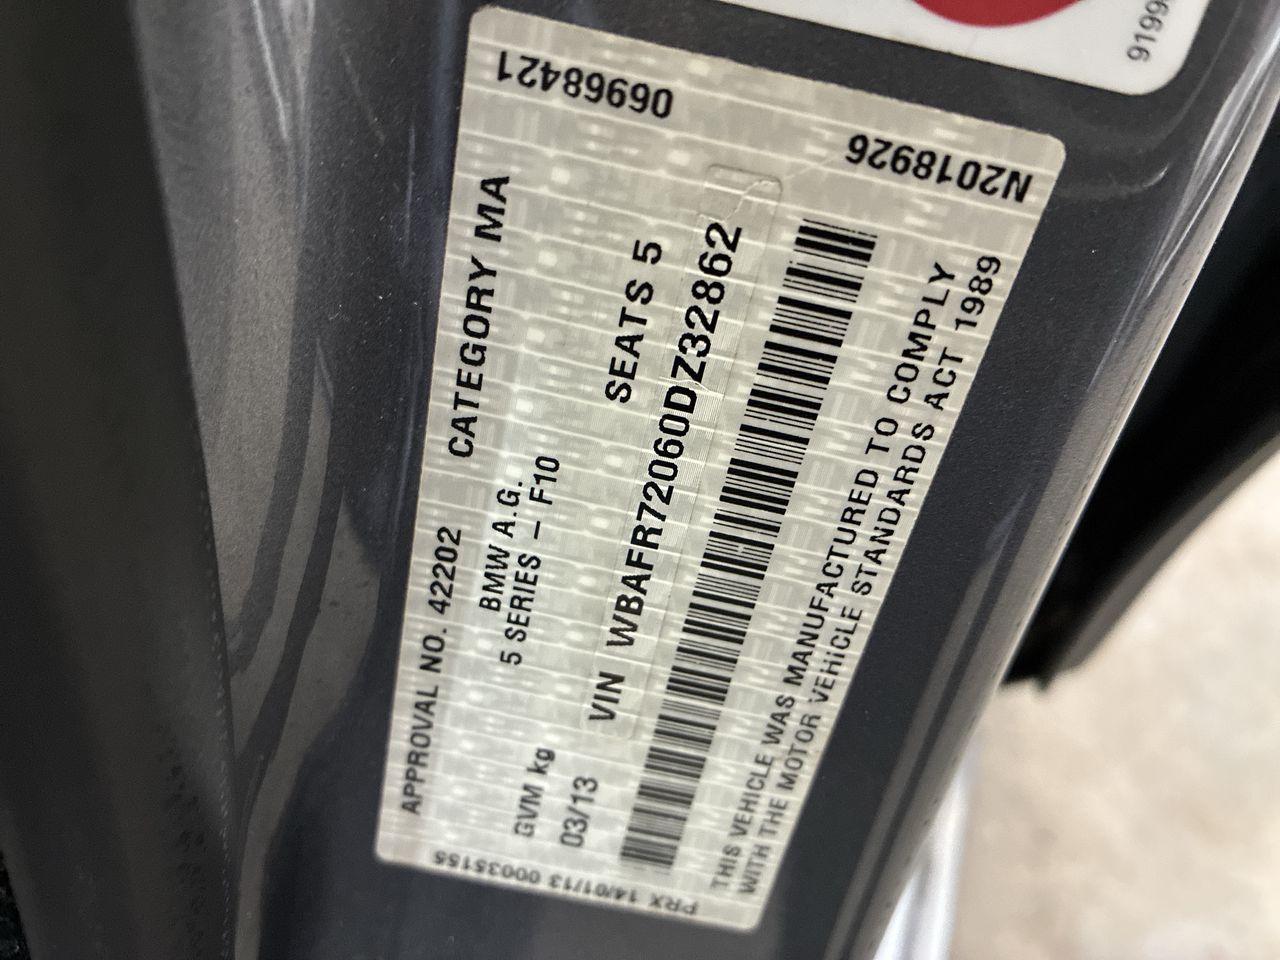 9199
06968421
N2018926
APPROVAL NO. 42202 CATEGORY MA
BMW A.G.
5 SERIES – F10
GVM kg SEATS 5
03/13 VIN WBAFR72060DZ32862
THIS VEHICLE WAS MANUFACTURED TO COMPLY
WITH THE MOTOR VEHICLE STANDARDS ACT 1989
PRX 14/01/13 00035155